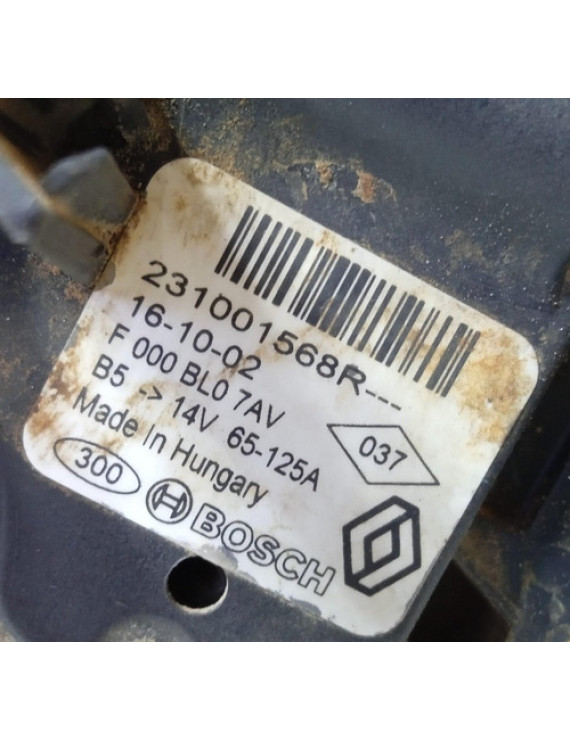 231001568R---
16-10-02
F 000 BL0 7AV
B5 -> 14V 65-125A
037
Made In Hungary
300
BOSCH